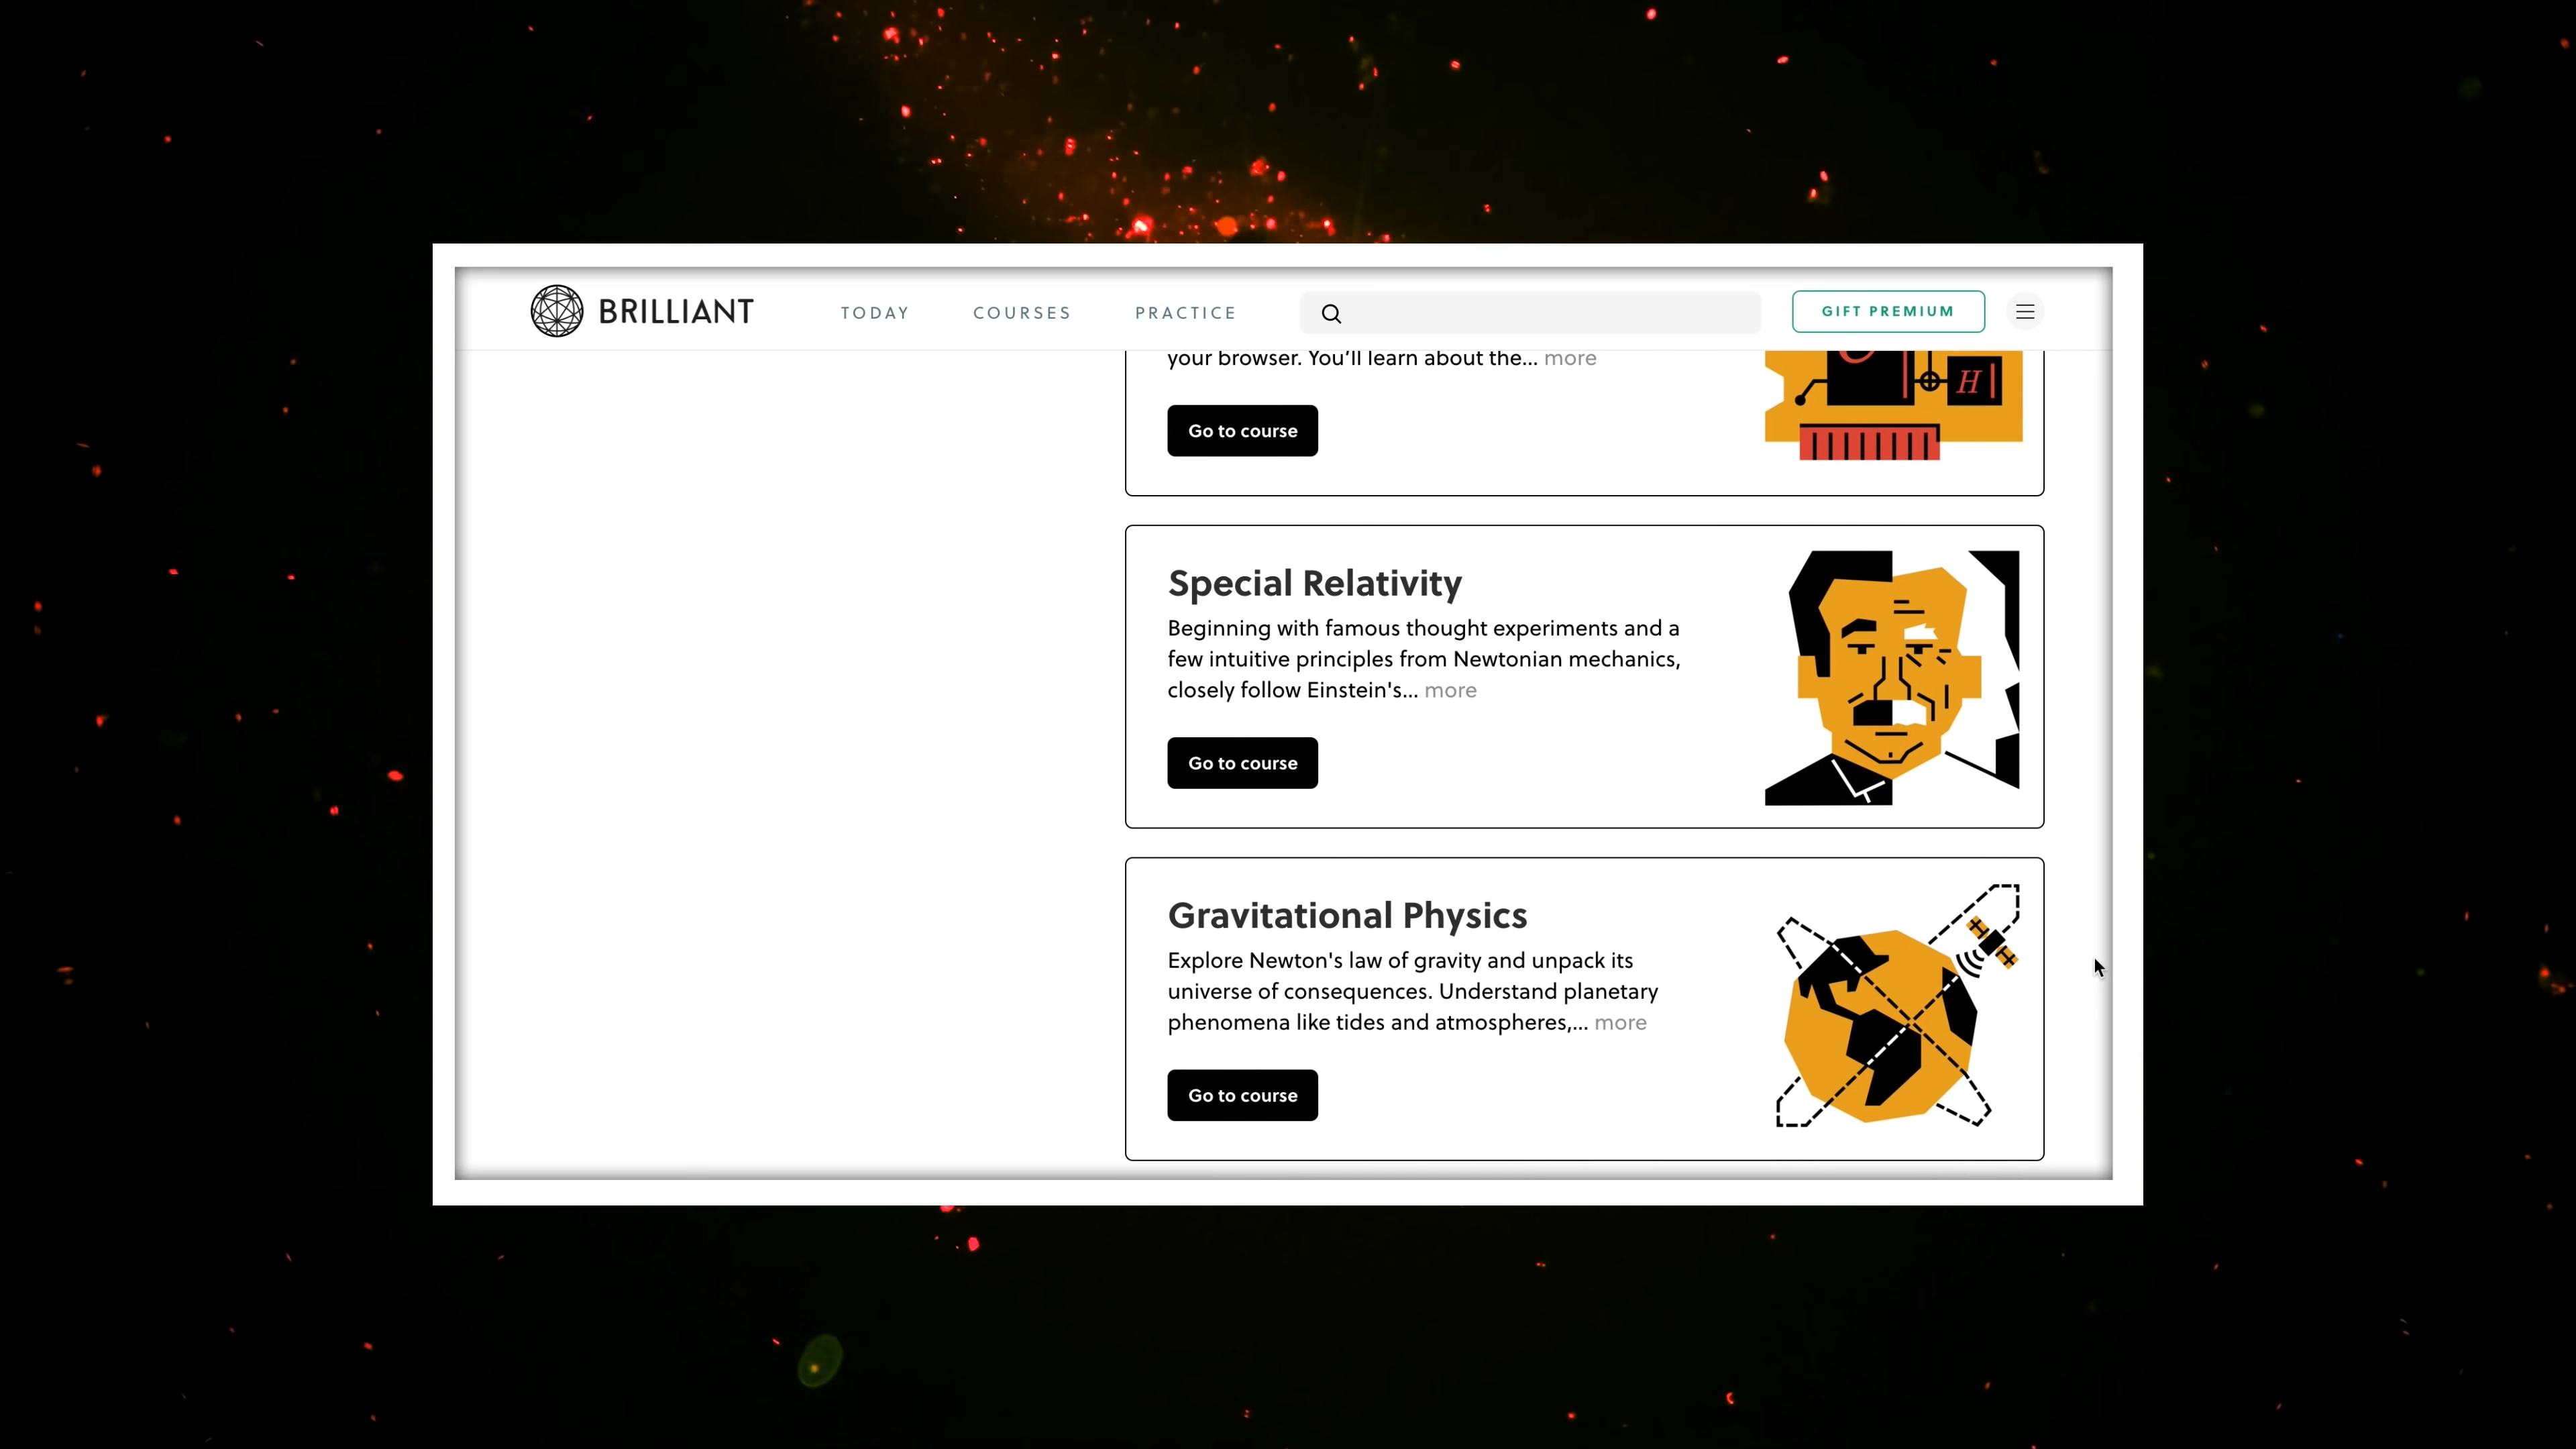 BRILLIANT
TODAY
COURSES
PRACTICE
GIFT PREMIUM
your browser. You'll learn about the... more
Go to course
H
Special Relativity
Beginning with famous thought experiments and a
few intuitive principles from Newtonian mechanics,
closely follow Einstein's... more
Go to course
Gravitational Physics
Explore Newton's law of gravity and unpack its
universe of consequences. Understand planetary
phenomena like tides and atmospheres,... more
Go to course